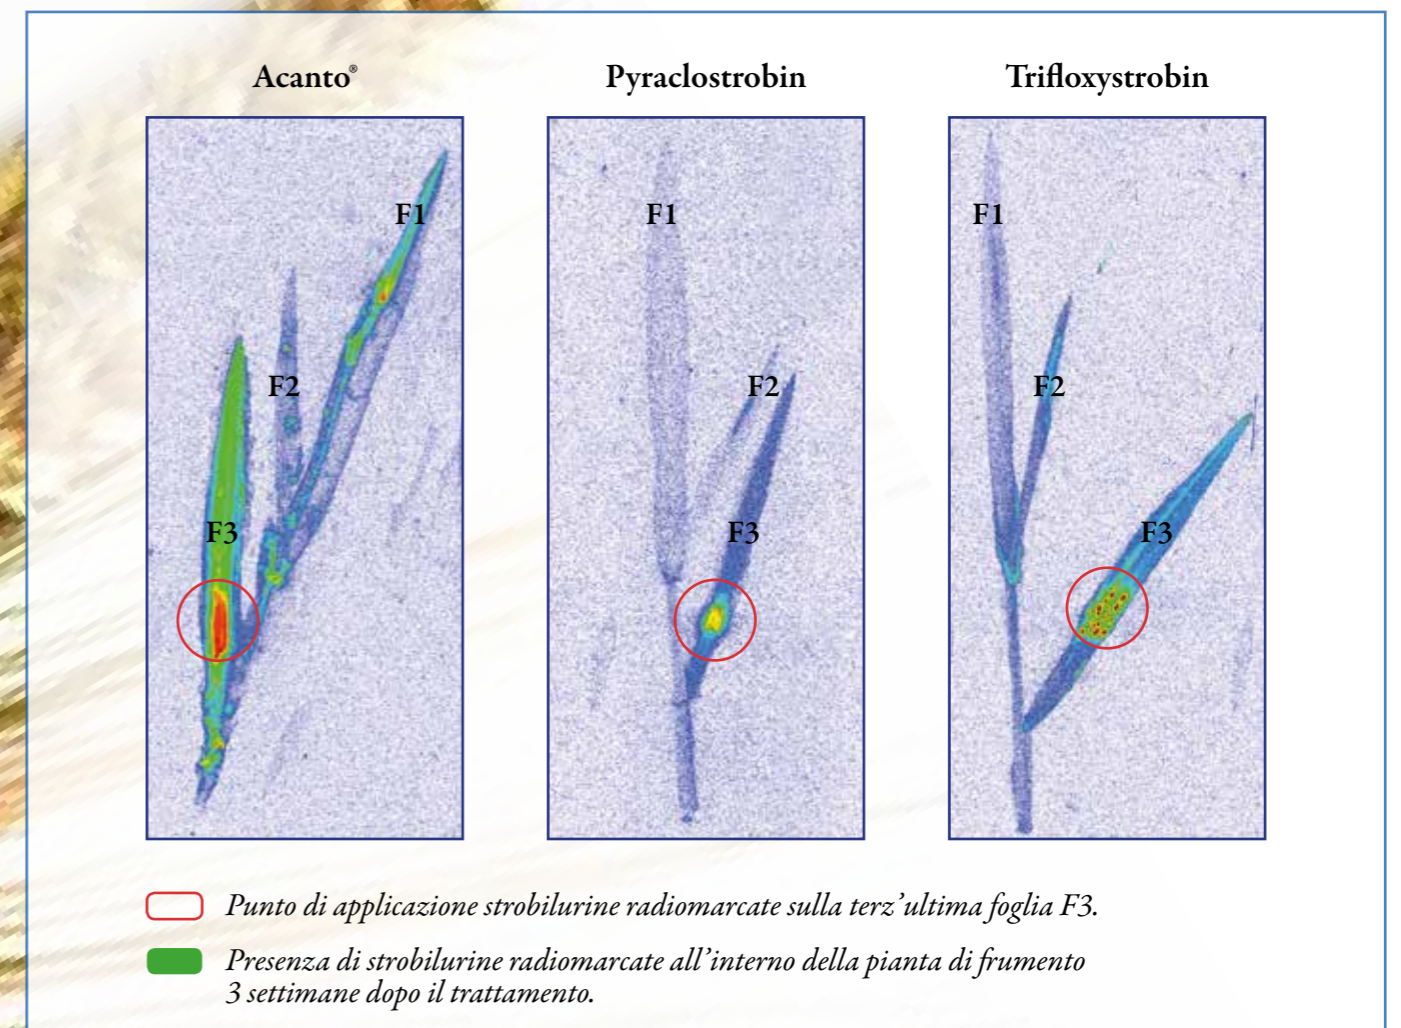 Acanto®
Pyraclostrobin
Trifloxystrobin
F1
F2
F3
F1
F2
F3
F1
F2
F3
Punto di applicazione strobilurine radiomarcate sulla terz’ultima foglia F3.
Presenza di strobilurine radiomarcate all’interno della pianta di frumento
3 settimane dopo il trattamento.